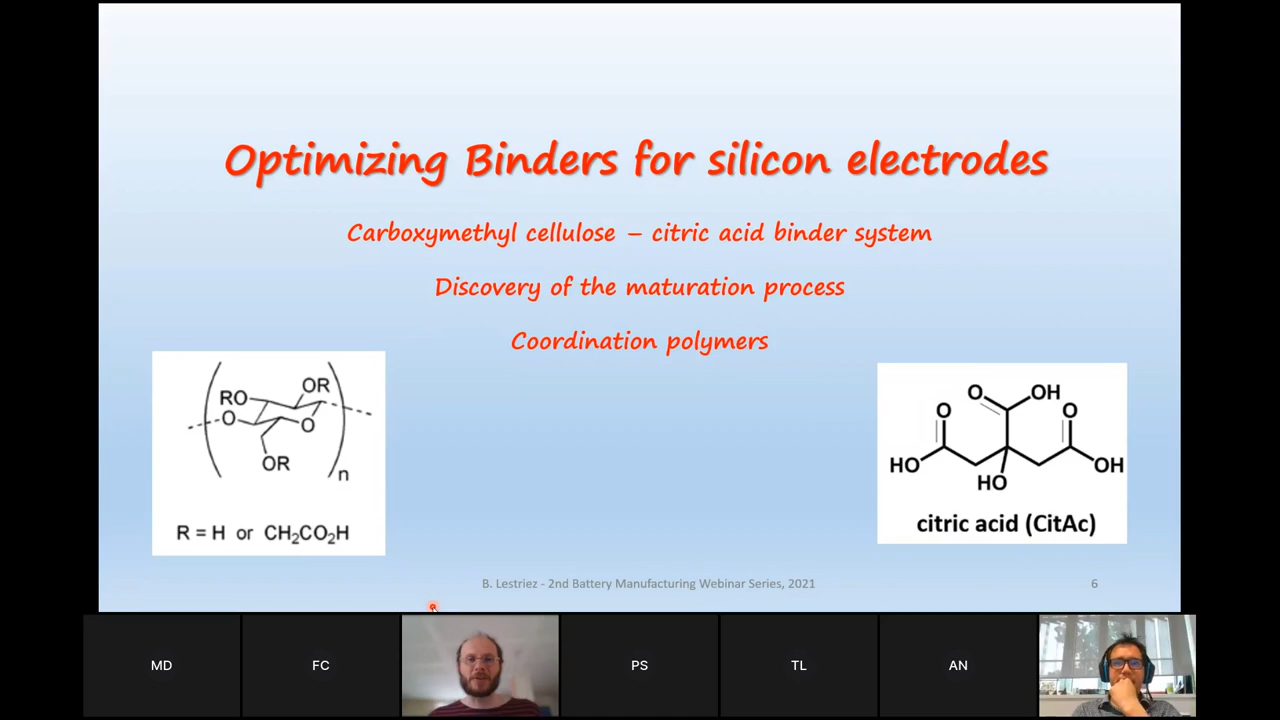 Optimizing Binders for silicon electrodes
Carboxymethyl cellulose – citric acid binder system
Discovery of the maturation process
Coordination polymers
RO
OR
O
O
OR
n
R = H or CH₂CO₂H
O
OH
O
O
HO
OH
HO
citric acid (CitAc)
B. Lestriez - 2nd Battery Manufacturing Webinar Series, 2021
6
MD
FC
PS
TL
AN